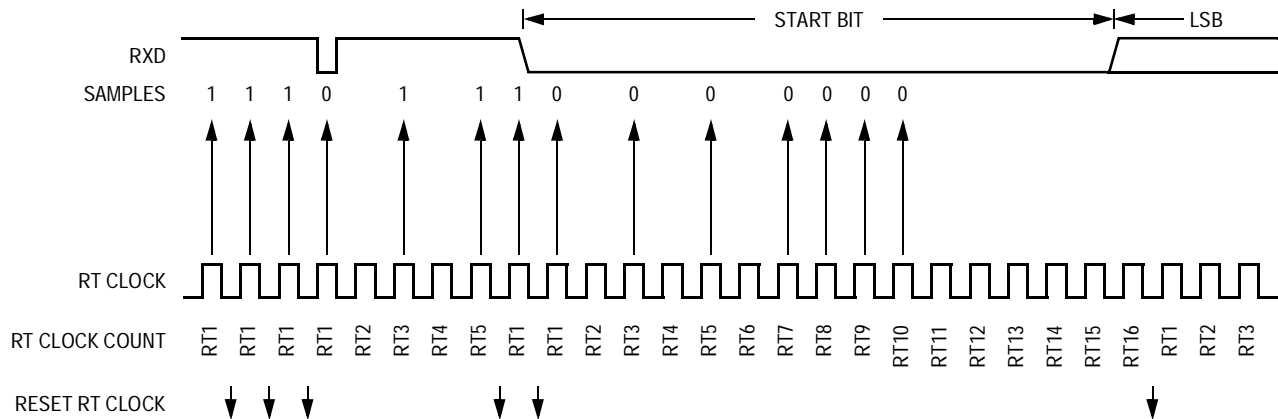 START BIT LSB
RXD
SAMPLES 1 1 1 0 1 1 1 0 0 0 0 0 0 0
RT CLOCK
RT CLOCK COUNT RT1 RT1 RT1 RT1 RT2 RT3 RT4 RT5 RT1 RT1 RT2 RT3 RT4 RT5 RT6 RT7 RT8 RT9 RT10 RT11 RT12 RT13 RT14 RT15 RT16 RT1 RT2 RT3
RESET RT CLOCK